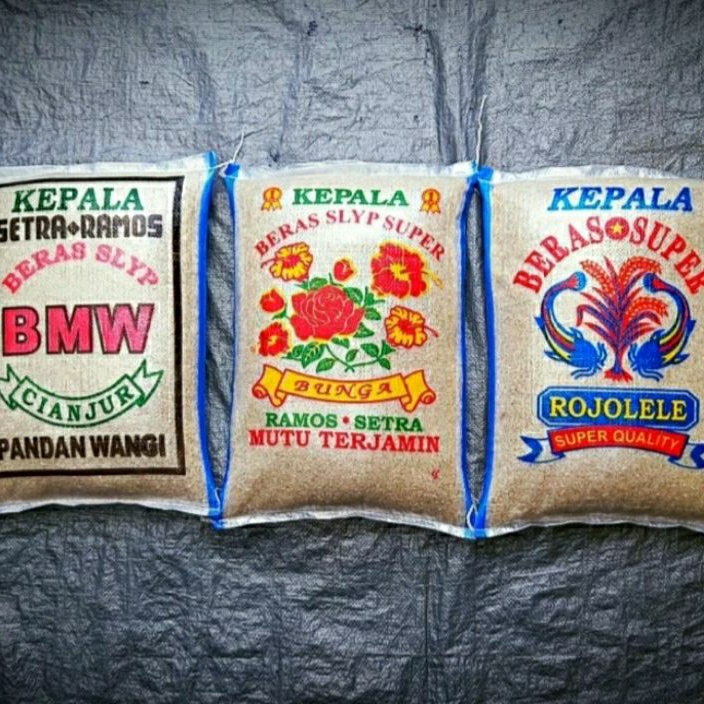 KEPALA
SETRA RAMOS
BERAS SLYP
BMW
CIANJUR
PANDAN WANGI
KEPALA
BERAS SLYP SUPER
BUNGA
RAMOS • SETRA
MUTU TERJAMIN
KEPALA
BERAS SUPER
ROJOLELE
SUPER QUALITY